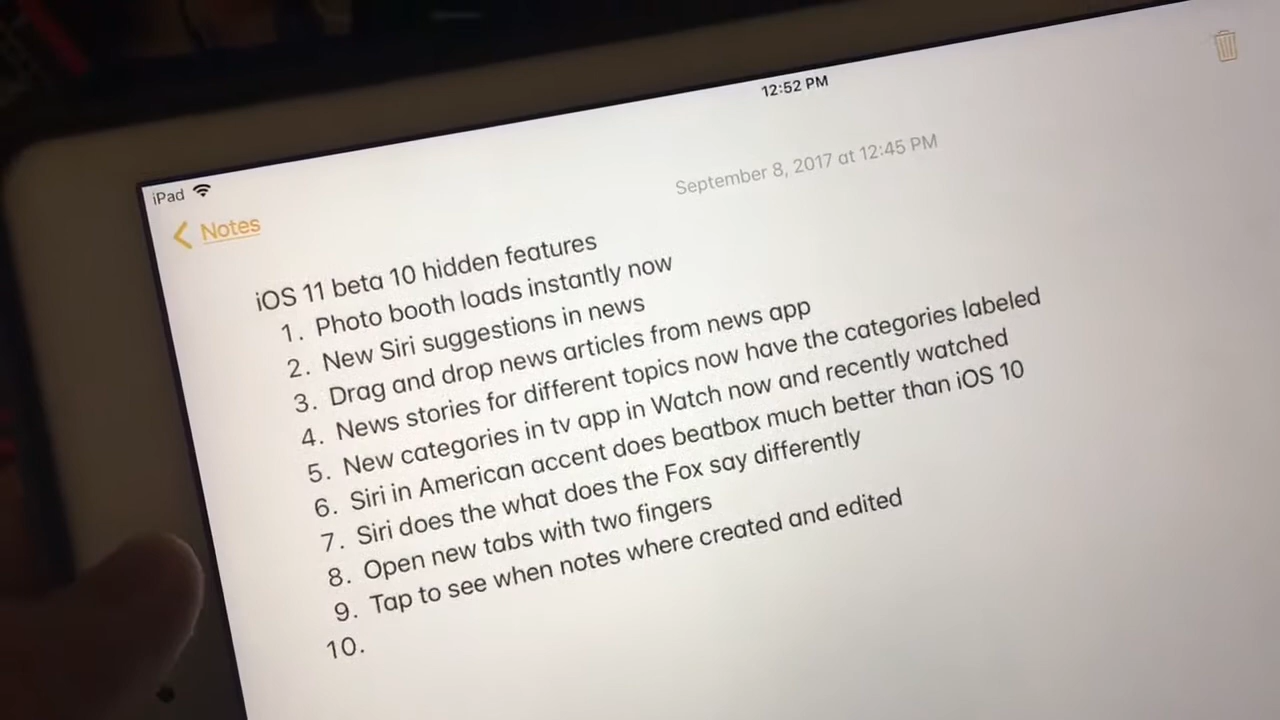 12:52 PM
iPad
September 8, 2017 at 12:45 PM
Notes
iOS 11 beta 10 hidden features
1. Photo booth loads instantly now
2. New Siri suggestions in news
3. Drag and drop news articles from news app
4. News stories for different topics now have the categories labeled
5. New categories in tv app in Watch now and recently watched
6. Siri in American accent does beatbox much better than iOS 10
7. Siri does the what does the Fox say differently
8. Open new tabs with two fingers
9. Tap to see when notes where created and edited
10.